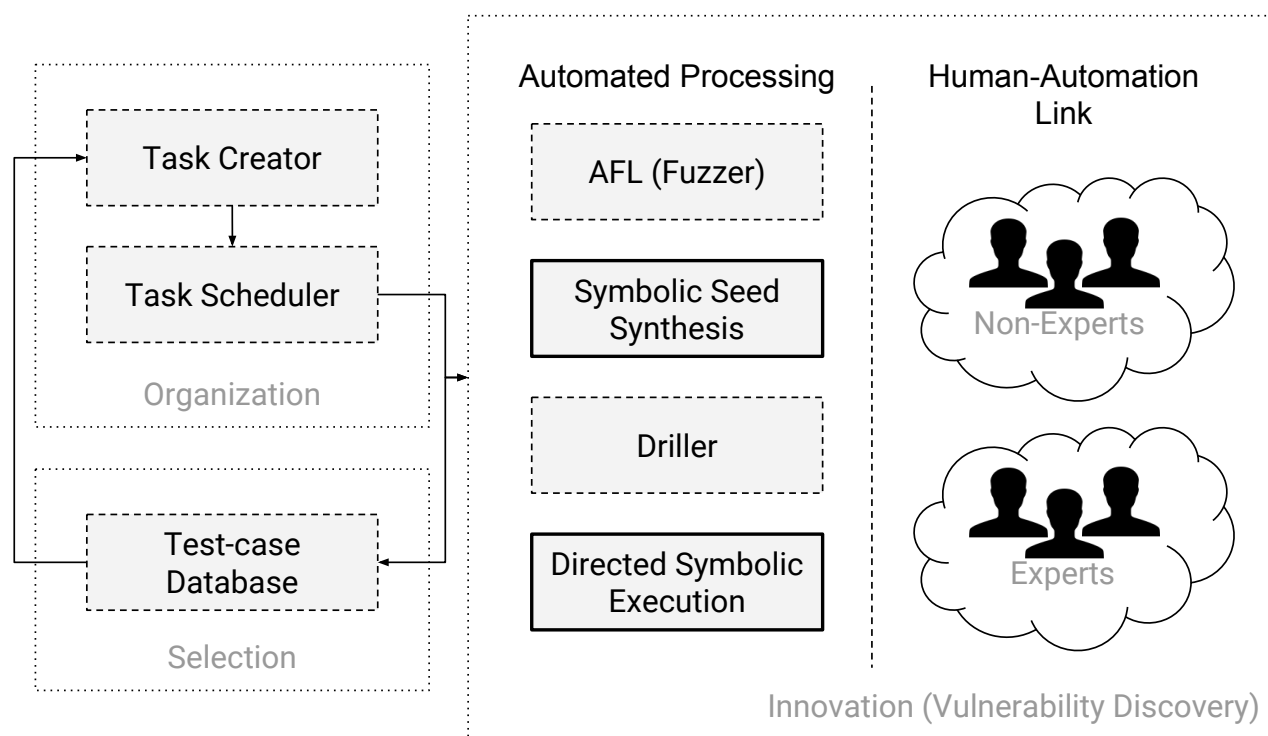 Task Creator
Task Scheduler
Organization
Test-case
Database
Selection
Automated Processing
AFL (Fuzzer)
Symbolic Seed
Synthesis
Driller
Directed Symbolic
Execution
Human-Automation
Link
Non-Experts
Experts
Innovation (Vulnerability Discovery)